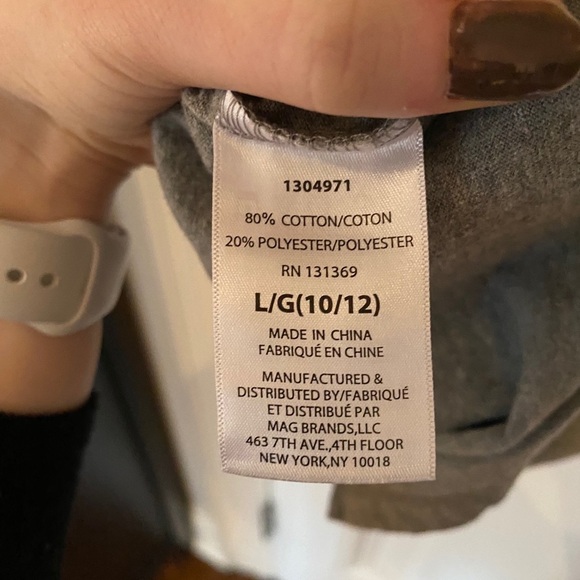 1304971
80% COTTON/COTON
20% POLYESTER/POLYESTER
RN 131369
L/G(10/12)
MADE IN CHINA
FABRIQUÉ EN CHINE
MANUFACTURED &
DISTRIBUTED BY/FABRIQUÉ
ET DISTRIBUÉ PAR
MAG BRANDS,LLC
463 7TH AVE.,4TH FLOOR
NEW YORK,NY 10018